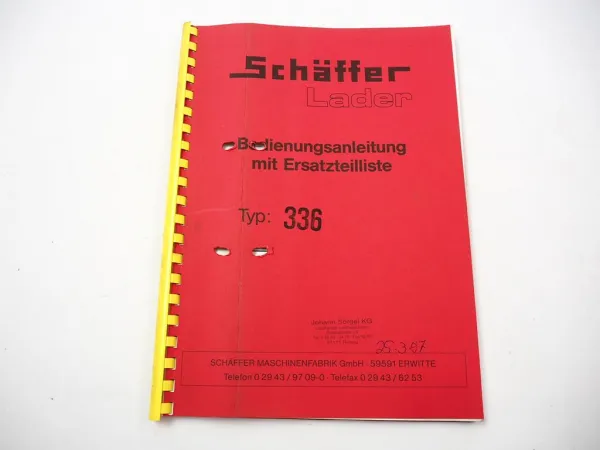 Schäffer
Lader
Bedienungsanleitung
mit Ersatzteilliste
Typ: 336
25.3.07
SCHÄFFER MASCHINENFABRIK GmbH · 59591 ERWITTE
Telefon 0 29 43 / 97 09-0 · Telefax 0 29 43 / 82 53